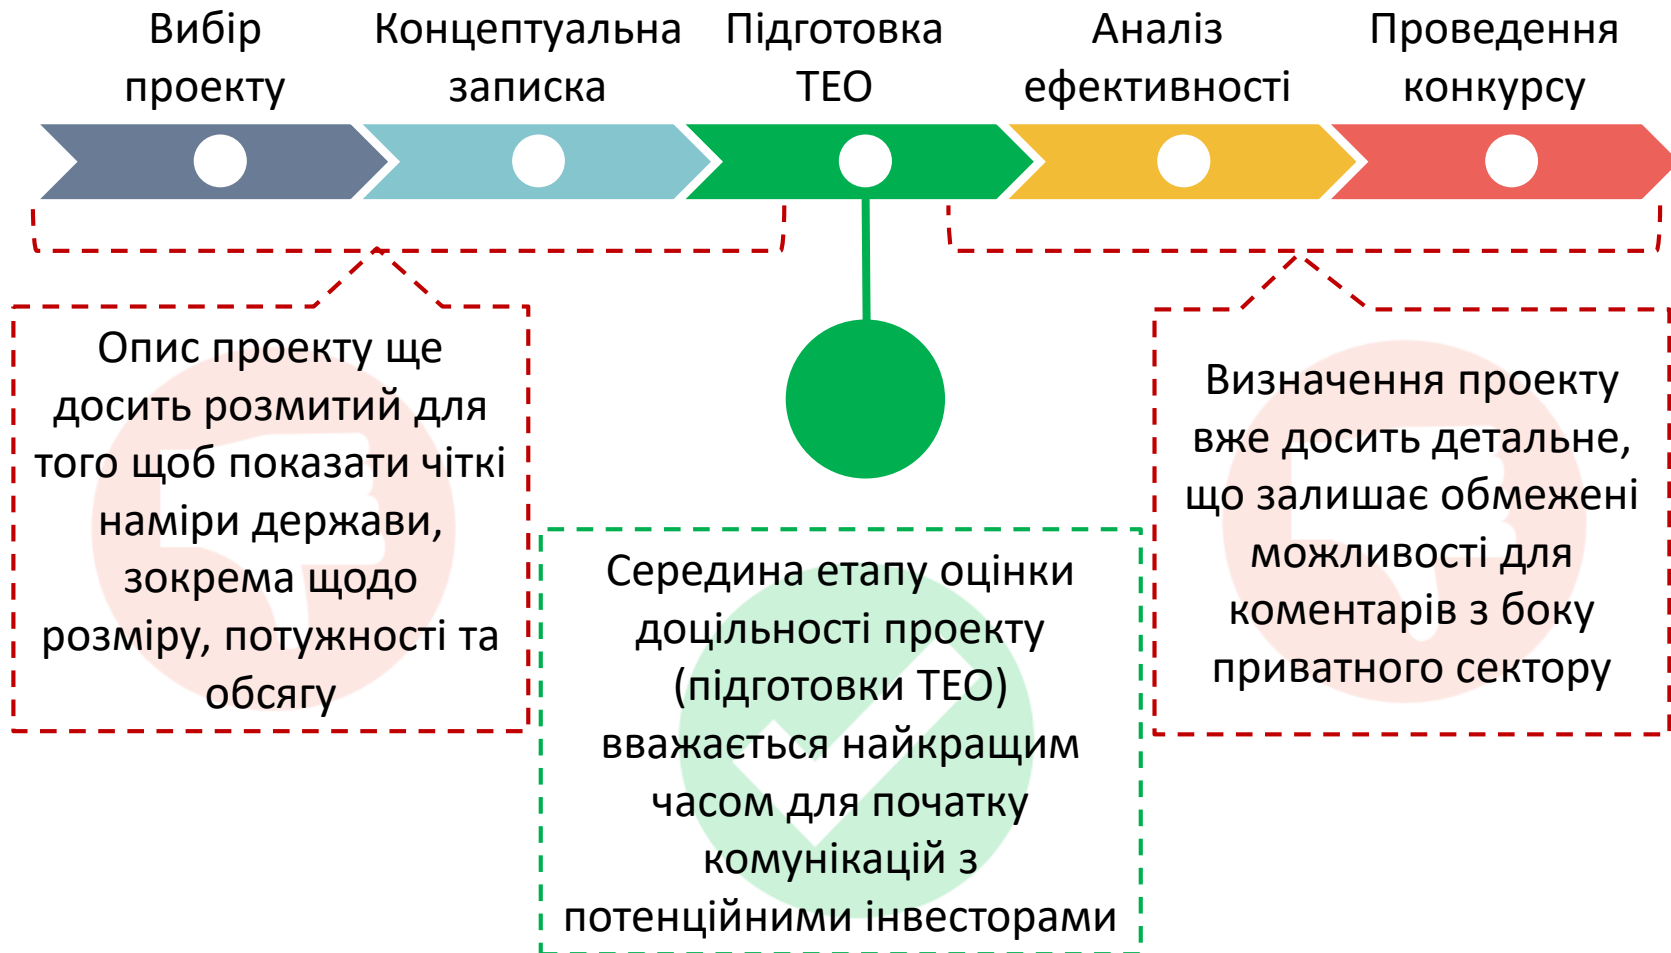 Вибір
проекту
Концептуальна
записка
Підготовка
ТЕО
Аналіз
ефективності
Проведення
конкурсу
Опис проекту ще
досить розмитий для
того щоб показати чіткі
наміри держави,
зокрема щодо
розміру, потужності та
обсягу
Середина етапу оцінки
доцільності проекту
(підготовки ТЕО)
вважається найкращим
часом для початку
комунікацій з
потенційними інвесторами
Визначення проекту
вже досить детальне,
що залишає обмежені
можливості для
коментарів з боку
приватного сектору